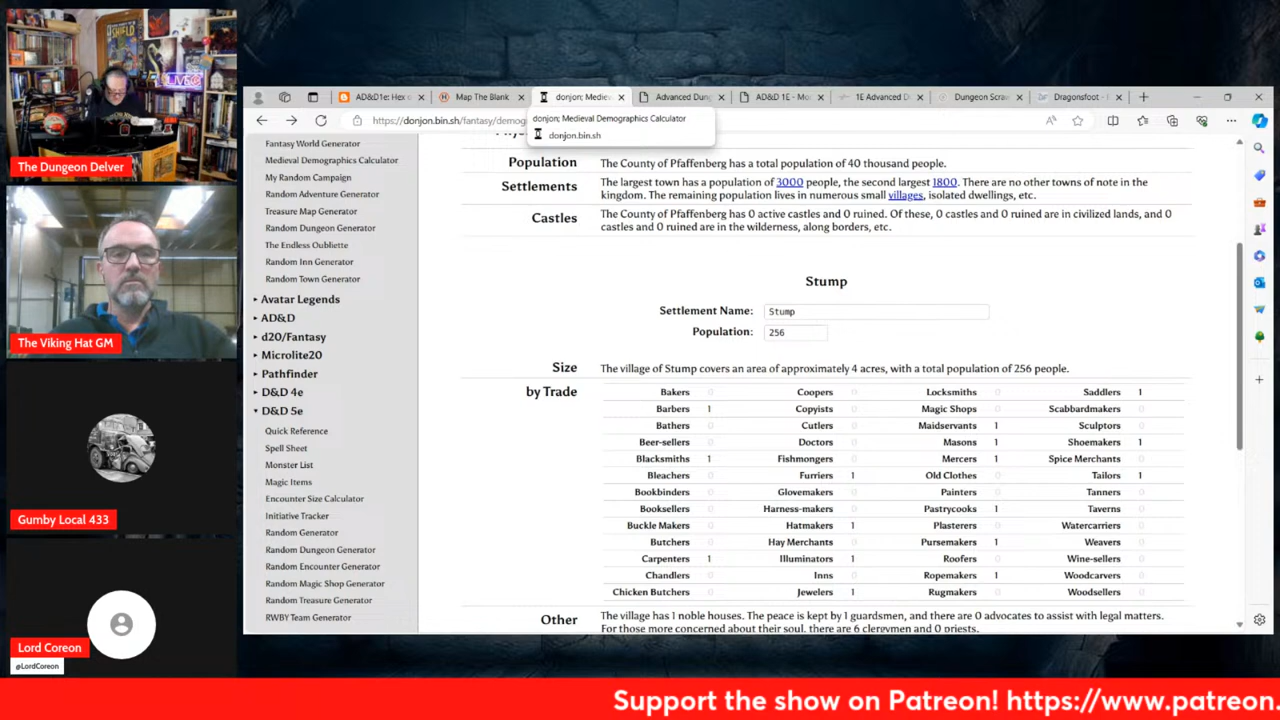 SHIELD
LIVE
The Dungeon Delver
The Viking Hat GM
Gumby Local 433
Lord Coreon
@LordCoreon
AD&D1e: Hex c
Map The Blank
donjon; Mediev
Advanced Dung
AD&D 1E - Mo
1E Advanced D
Dungeon Scra
Dragonsfoot -
https://donjon.bin.sh/fantasy/demog
donjon; Medieval Demographics Calculator
donjon.bin.sh
Fantasy World Generator
Medieval Demographics Calculator
My Random Campaign
Random Adventure Generator
Treasure Map Generator
Random Dungeon Generator
The Endless Oubliette
Random Inn Generator
Random Town Generator
Avatar Legends
AD&D
d20/Fantasy
Microlite20
Pathfinder
D&D 4e
D&D 5e
Quick Reference
Spell Sheet
Monster List
Magic Items
Encounter Size Calculator
Initiative Tracker
Random Generator
Random Dungeon Generator
Random Encounter Generator
Random Magic Shop Generator
Random Treasure Generator
RWBY Team Generator
Population The County of Pfaffenberg has a total population of 40 thousand people.
Settlements The largest town has a population of 3000 people, the second largest 1800. There are no other towns of note in the
kingdom. The remaining population lives in numerous small villages, isolated dwellings, etc.
Castles The County of Pfaffenberg has 0 active castles and 0 ruined. Of these, 0 castles and 0 ruined are in civilized lands, and 0
castles and 0 ruined are in the wilderness, along borders, etc.
Stump
Settlement Name: Stump
Population: 256
Size The village of Stump covers an area of approximately 4 acres, with a total population of 256 people.
by Trade Bakers 0 Coopers 0 Locksmiths 0 Saddlers 1
Barbers 1 Copyists 0 Magic Shops 0 Scabbardmakers 0
Bathers 0 Cutlers 0 Maidservants 1 Sculptors 0
Beer-sellers 0 Doctors 0 Masons 1 Shoemakers 1
Blacksmiths 1 Fishmongers 0 Mercers 1 Spice Merchants 0
Bleachers 0 Furriers 1 Old Clothes 0 Tailors 1
Bookbinders 0 Glovemakers 0 Painters 0 Tanners 0
Booksellers 0 Harness-makers 0 Pastrycooks 1 Taverns 0
Buckle Makers 0 Hatmakers 1 Plasterers 0 Watercarriers 0
Butchers 0 Hay Merchants 0 Pursemakers 1 Weavers 0
Carpenters 1 Illuminators 1 Roofers 0 Wine-sellers 0
Chandlers 0 Inns 0 Ropemakers 1 Woodcarvers 0
Chicken Butchers 0 Jewelers 1 Rugmakers 0 Woodsellers 0
Other The village has 1 noble houses. The peace is kept by 1 guardsmen, and there are 0 advocates to assist with legal matters.
For those more concerned about their soul, there are 6 clergymen and 0 priests.
Support the show on Patreon! https://www.patreon.